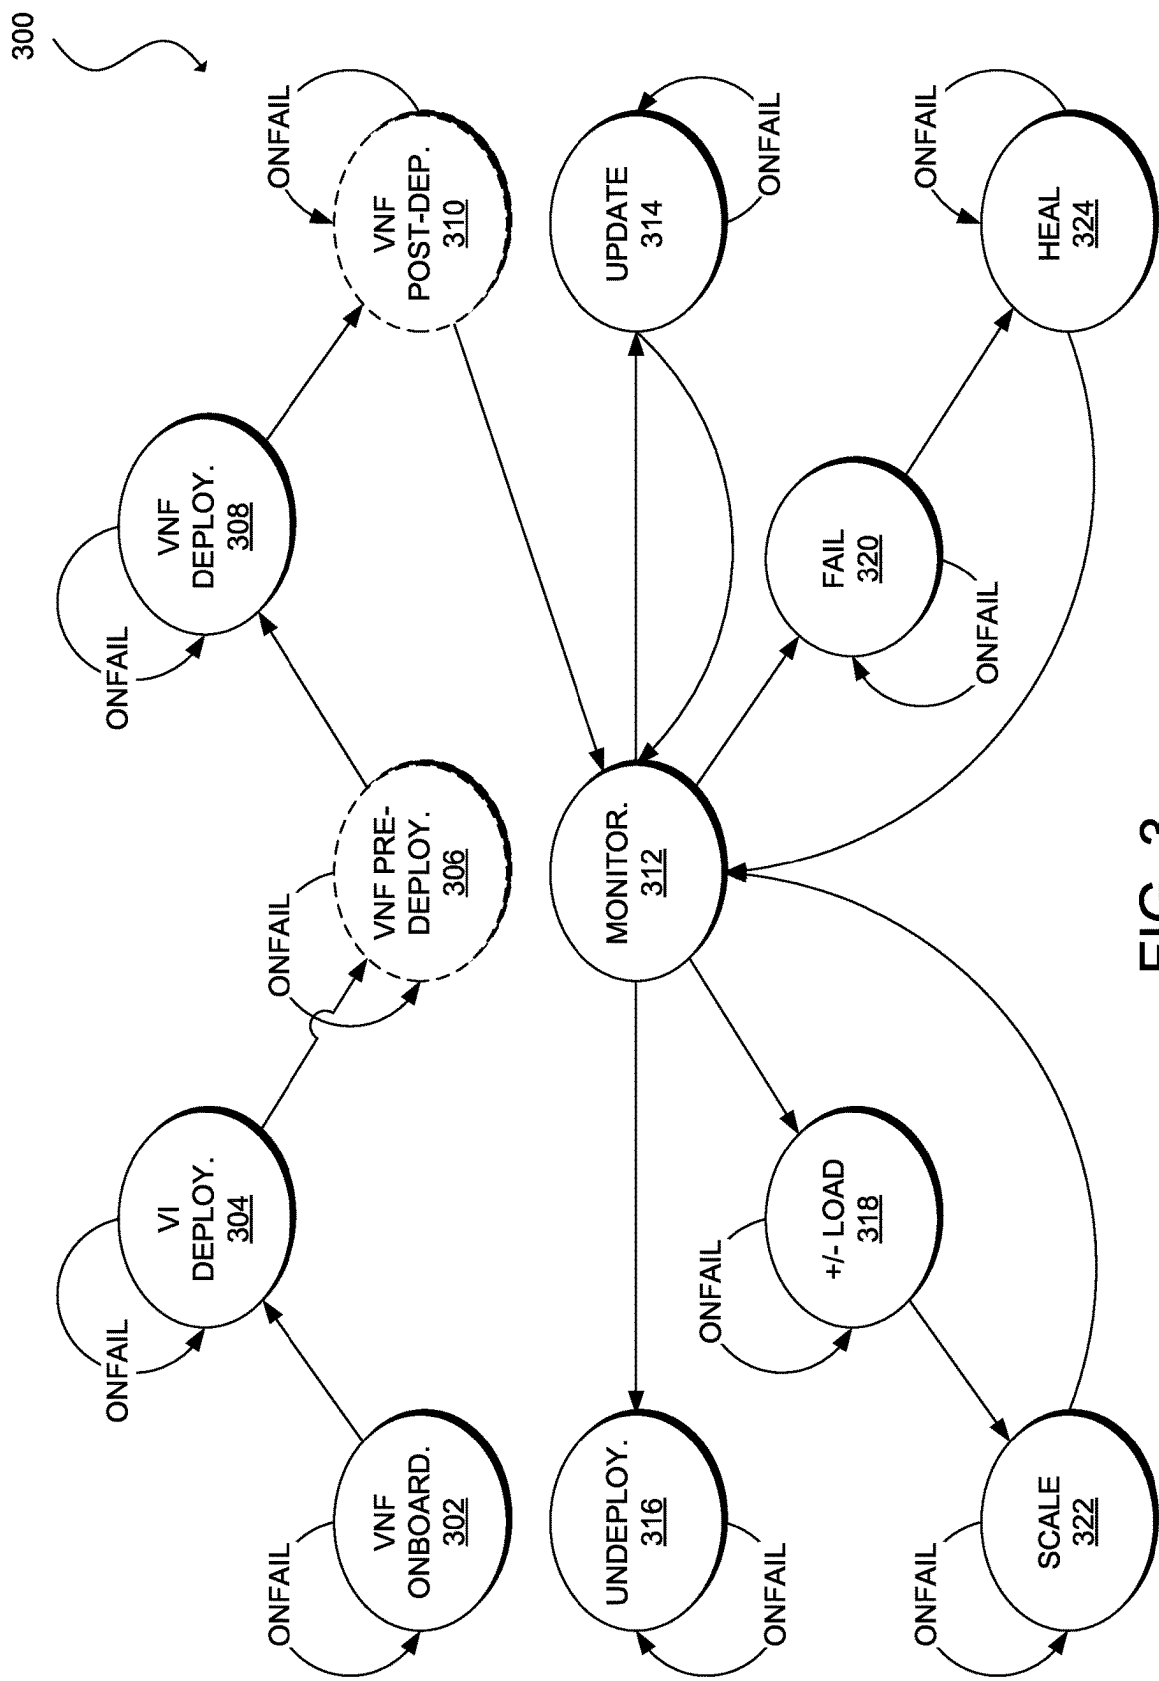 300
ONFAIL
ONFAIL
VI
DEPLOY.
304
VNF
DEPLOY.
308
ONFAIL
ONFAIL
ONFAIL
VNF
ONBOARD.
302
VNF PRE-
DEPLOY.
306
VNF
POST-DEP.
310
UNDEPLOY.
316
MONITOR.
312
UPDATE
314
ONFAIL
ONFAIL
ONFAIL
+/- LOAD
318
FAIL
320
ONFAIL
ONFAIL
ONFAIL
SCALE
322
HEAL
324
FIG. 3